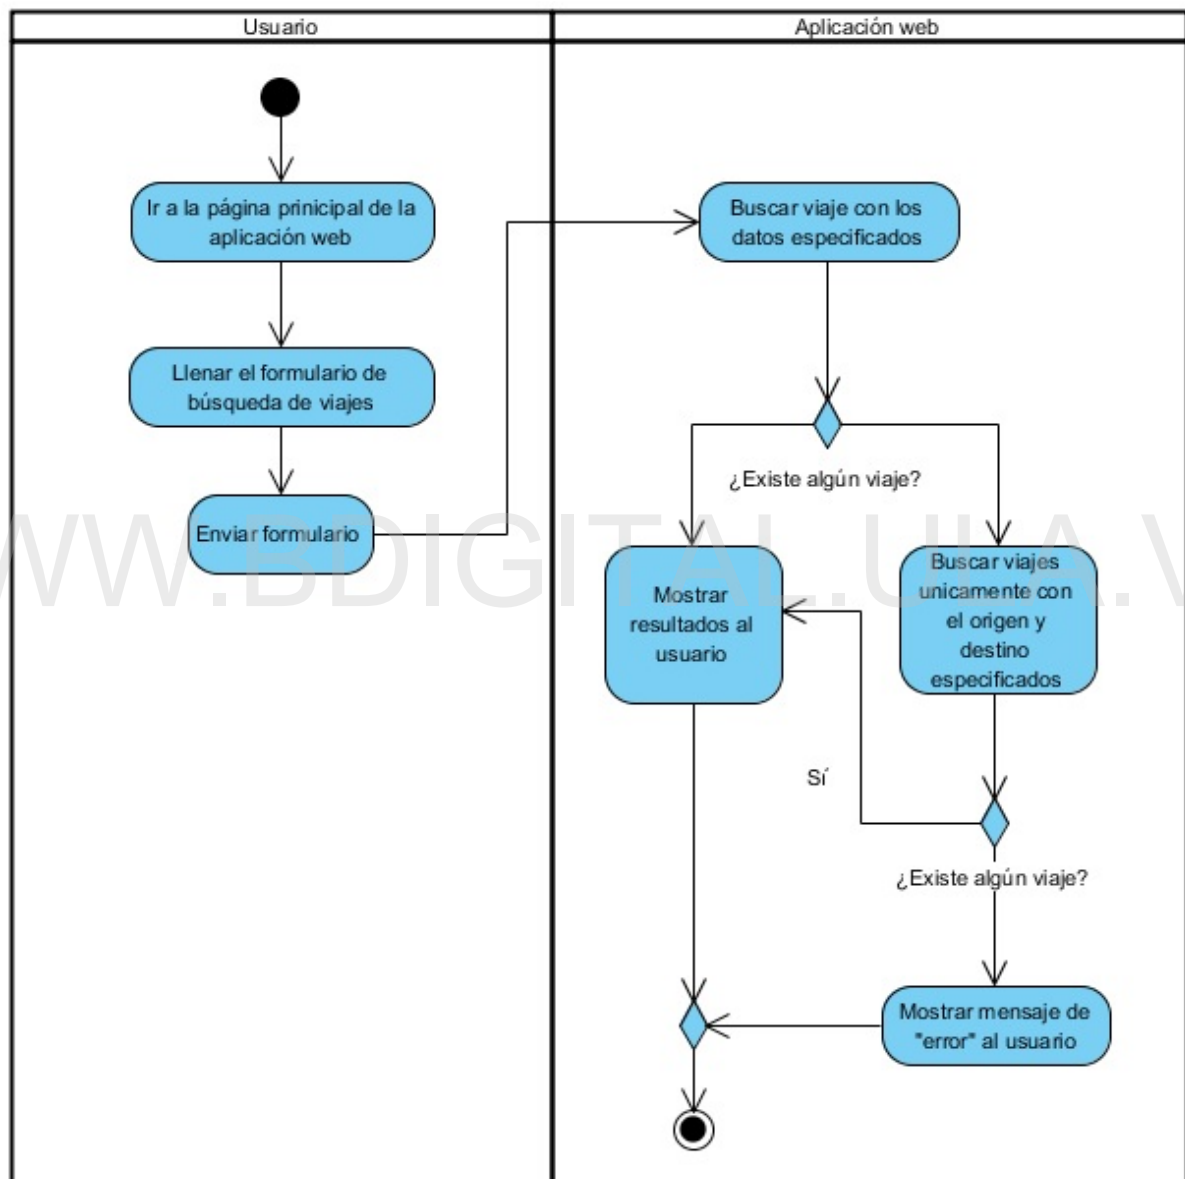 Usuario
Aplicación web
Ir a la página prinicipal de la
aplicación web
Llenar el formulario de
búsqueda de viajes
Enviar formulario
Buscar viaje con los
datos especificados
¿Existe algún viaje?
Mostrar
resultados al
usuario
Buscar viajes
unicamente con
el origen y
destino
especificados
Sí
¿Existe algún viaje?
Mostrar mensaje de
"error" al usuario
WW.BDIGITAL.ULA.V